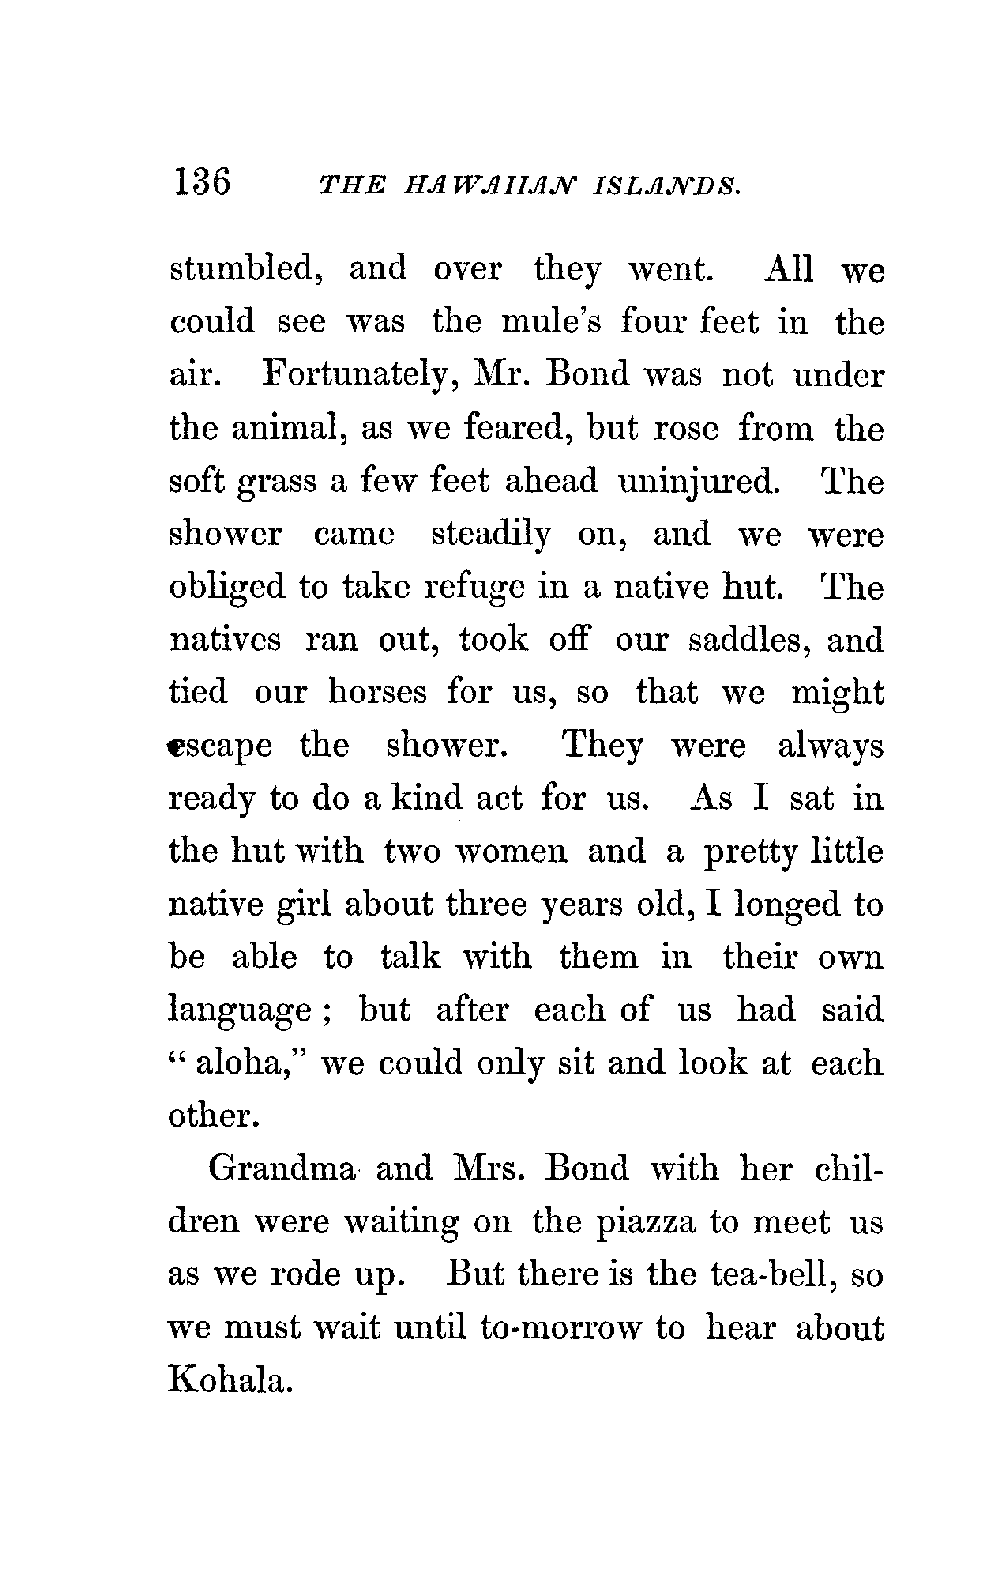 136 THE HAWAIIAN ISLANDS.
stumbled, and over they went. All we
could see was the mule's four feet in the
air. Fortunately, Mr. Bond was not under
the animal, as we feared, but rose from the
soft grass a few feet ahead uninjured. The
shower came steadily on, and we were
obliged to take refuge in a native hut. The
natives ran out, took off our saddles, and
tied our horses for us, so that we might
escape the shower. They were always
ready to do a kind act for us. As I sat in
the hut with two women and a pretty little
native girl about three years old, I longed to
be able to talk with them in their own
language ; but after each of us had said
“ aloha,” we could only sit and look at each
other.
Grandma and Mrs. Bond with her chil-
dren were waiting on the piazza to meet us
as we rode up. But there is the tea-bell, so
we must wait until to-morrow to hear about
Kohala.